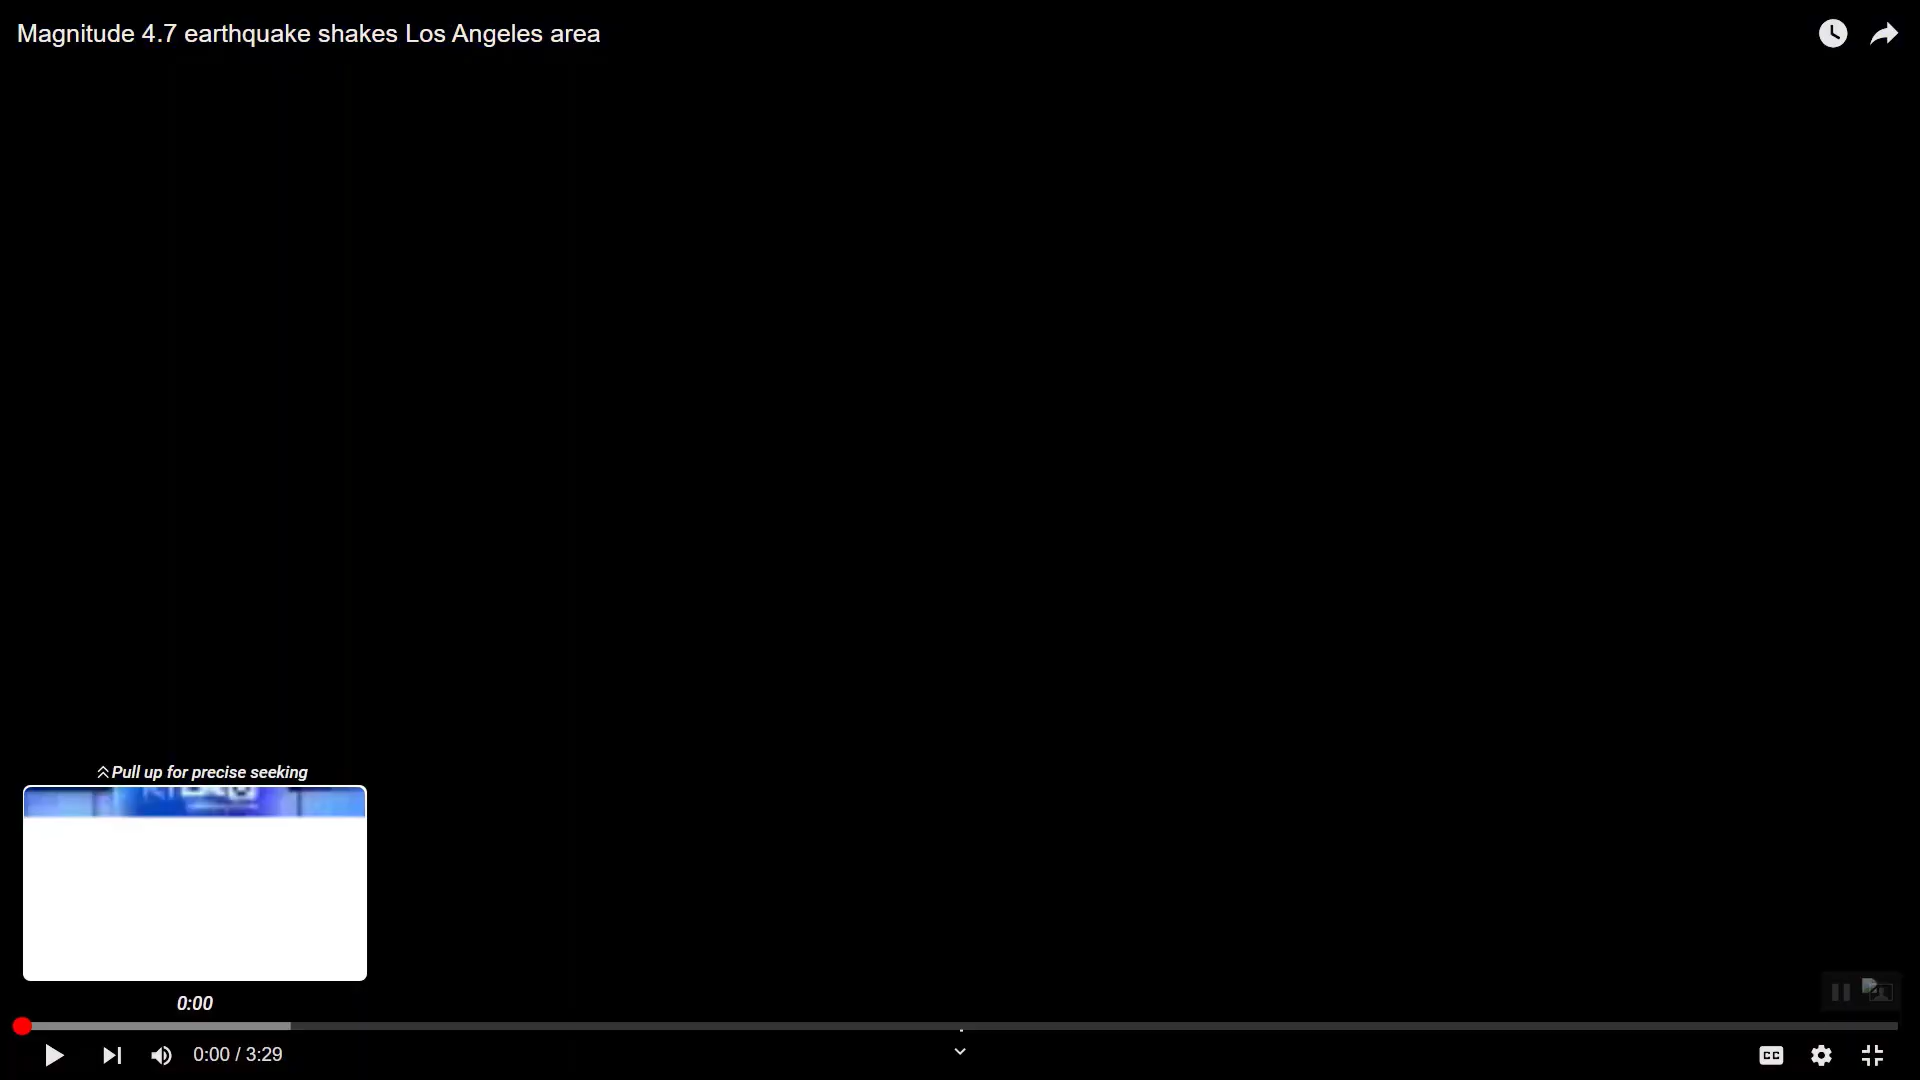 Magnitude 4.7 earthquake shakes Los Angeles area
Pull up for precise seeking
0:00
0:00 / 3:29
CC